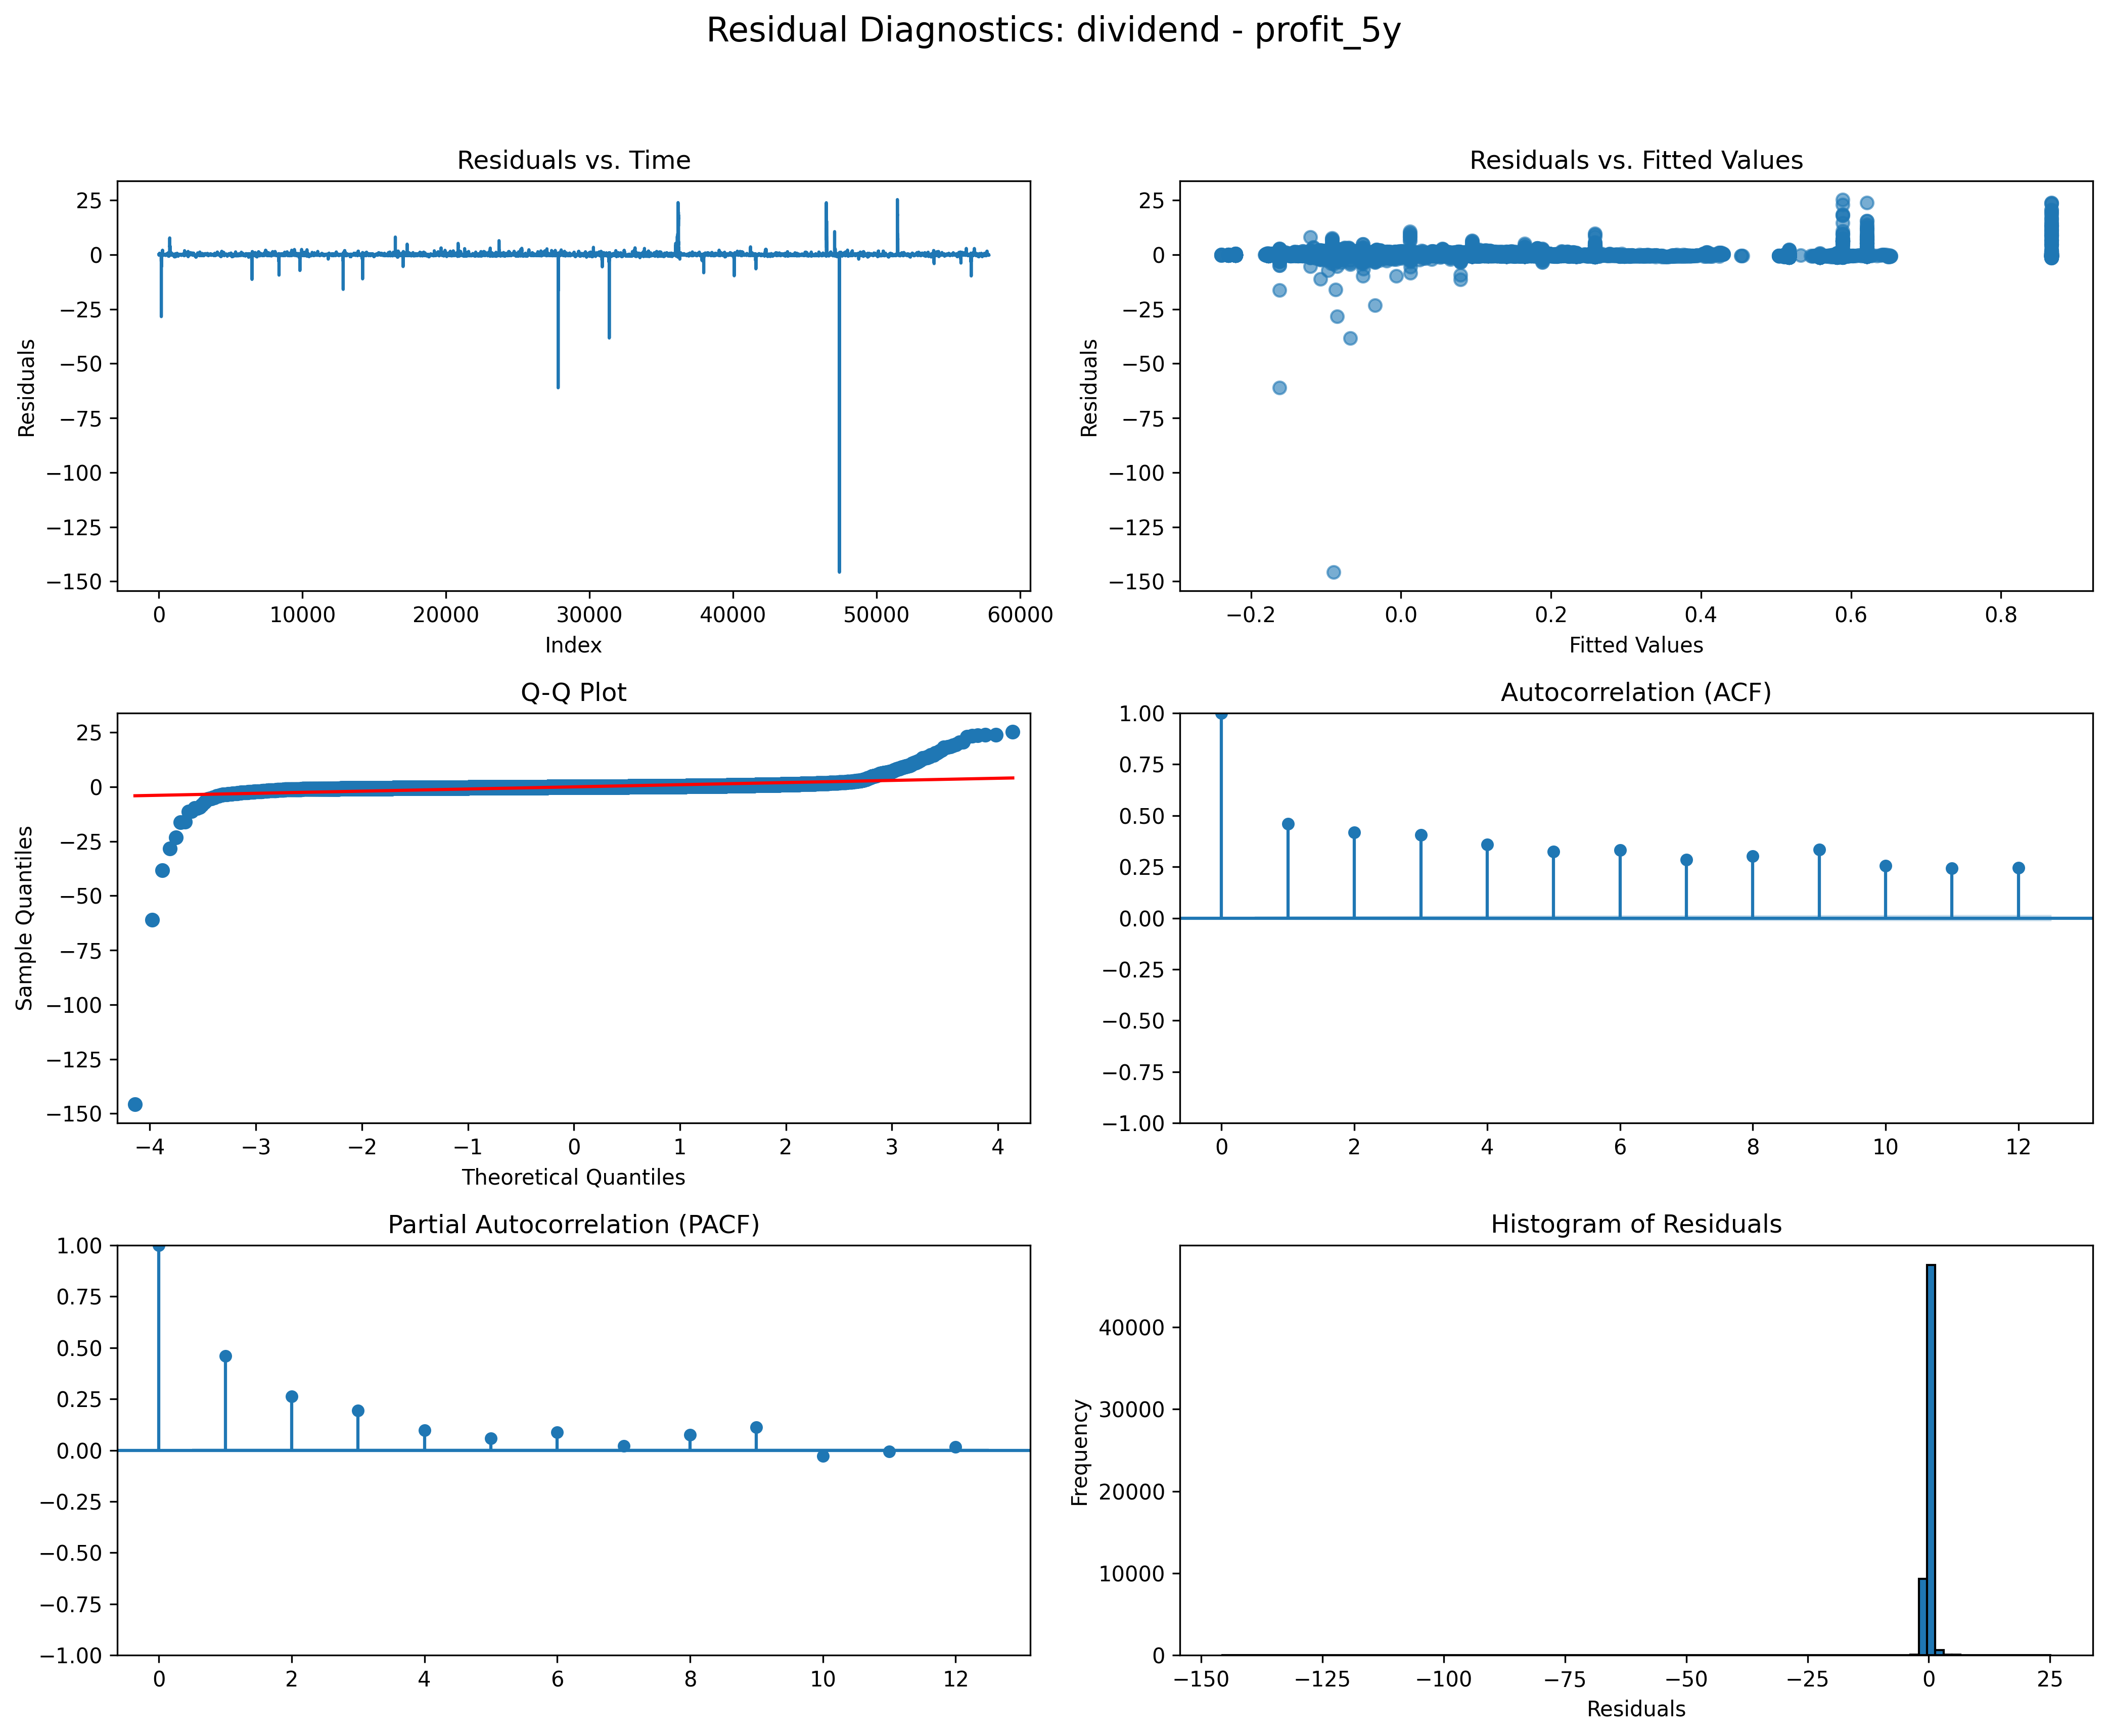 Residual Diagnostics: dividend - profit_5y
Residuals vs. Time
25
0
−25
−50
−75
−100
−125
−150
Residuals
0 10000 20000 30000 40000 50000 60000
Index
Residuals vs. Fitted Values
25
0
−25
−50
−75
−100
−125
−150
Residuals
−0.2 0.0 0.2 0.4 0.6 0.8
Fitted Values
Q-Q Plot
25
0
−25
−50
−75
−100
−125
−150
Sample Quantiles
−4 −3 −2 −1 0 1 2 3 4
Theoretical Quantiles
Autocorrelation (ACF)
1.00
0.75
0.50
0.25
0.00
−0.25
−0.50
−0.75
−1.00
0 2 4 6 8 10 12
Partial Autocorrelation (PACF)
1.00
0.75
0.50
0.25
0.00
−0.25
−0.50
−0.75
−1.00
0 2 4 6 8 10 12
Histogram of Residuals
40000
30000
20000
10000
0
Frequency
−150 −125 −100 −75 −50 −25 0 25
Residuals